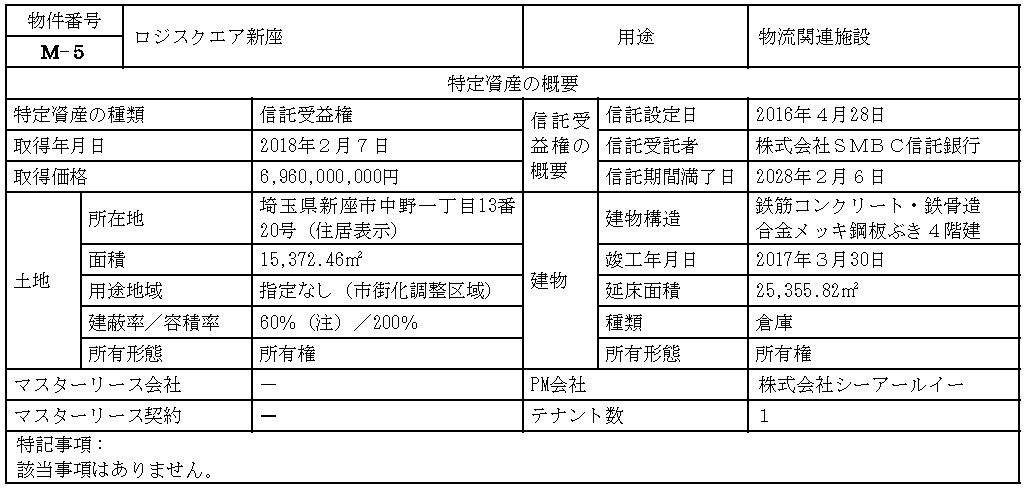 物件番号
M-5
ロジスクエア新座
用途
物流関連施設
特定資産の概要
特定資産の種類
信託受益権
信託受益権の概要
信託設定日
2016年4月28日
取得年月日
2018年2月7日
信託受託者
株式会社SMBC信託銀行
取得価格
6,960,000,000円
信託期間満了日
2028年2月6日
土地
所在地
埼玉県新座市中野一丁目13番
20号(住居表示)
建物
建物構造
鉄筋コンクリート・鉄骨造
合金メッキ鋼板ぶき4階建
面積
15,372.46㎡
竣工年月日
2017年3月30日
用途地域
指定なし(市街化調整区域)
延床面積
25,355.82㎡
建蔽率/容積率
60%(注)/200%
種類
倉庫
所有形態
所有権
所有形態
所有権
マスターリース会社
-
PM会社
株式会社シーアールイー
マスターリース契約
-
テナント数
1
特記事項:
該当事項はありません。